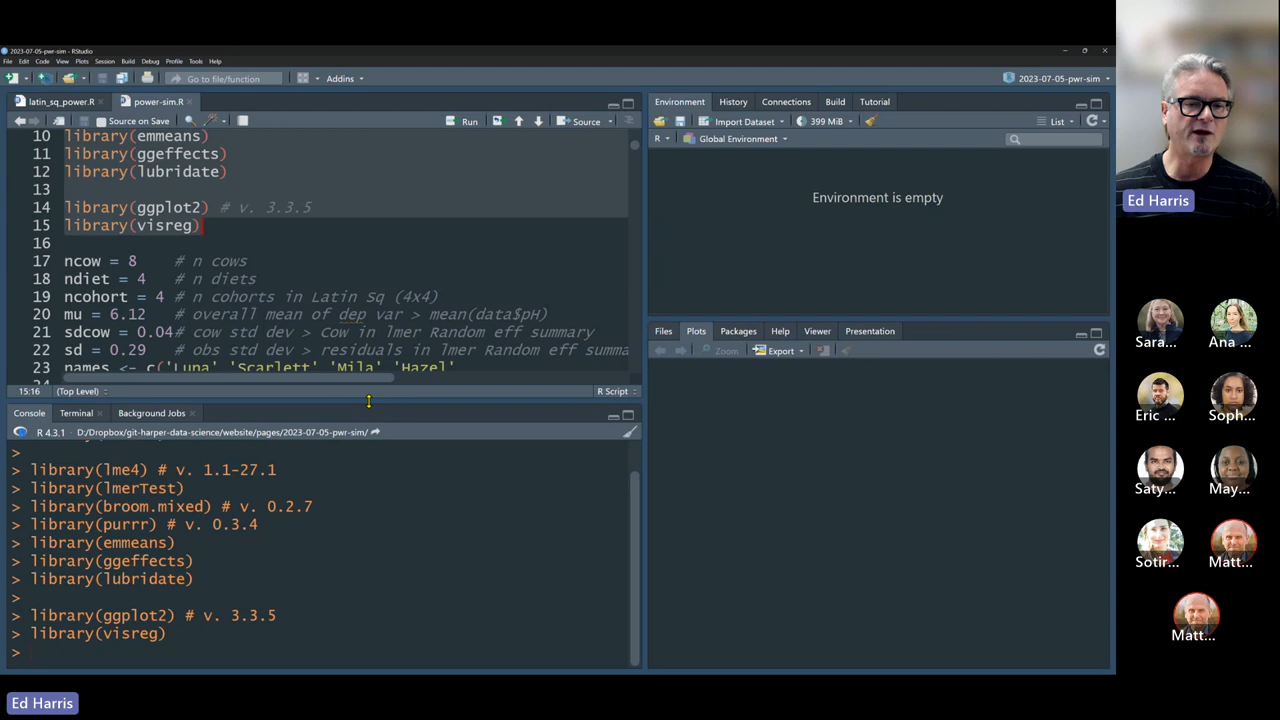 2023-07-05-pwr-sim - RStudio
File Edit Code View Plots Session Build Debug Profile Tools Help
Go to file/function
Addins
2023-07-05-pwr-sim
latin_sq_power.R
power-sim.R
Source on Save
Run
Source
10 library(emmeans)
11 library(ggeffects)
12 library(lubridate)
13
14 library(ggplot2) # v. 3.3.5
15 library(visreg)
16
17 ncow = 8 # n cows
18 ndiet = 4 # n diets
19 ncohort = 4 # n cohorts in Latin Sq (4x4)
20 mu = 6.12 # overall mean of dep var > mean(data$pH)
21 sdcow = 0.04# cow std dev > Cow in lmer Random eff summary
22 sd = 0.29 # obs std dev > residuals in lmer Random eff summa
23 names <- c('Luna' 'Scarlett' 'Mila' 'Hazel'
15:16
(Top Level)
R Script
Console
Terminal
Background Jobs
R 4.3.1 · D:/Dropbox/git-harper-data-science/website/pages/2023-07-05-pwr-sim/
>
> library(lme4) # v. 1.1-27.1
> library(lmerTest)
> library(broom.mixed) # v. 0.2.7
> library(purrr) # v. 0.3.4
> library(emmeans)
> library(ggeffects)
> library(lubridate)
>
> library(ggplot2) # v. 3.3.5
> library(visreg)
>
Environment
History
Connections
Build
Tutorial
Import Dataset
399 MiB
List
R
Global Environment
Environment is empty
Files
Plots
Packages
Help
Viewer
Presentation
Zoom
Export
Ed Harris
Sara...
Ana ...
Eric ...
Soph...
Saty...
May...
Sotir...
Matt...
Matt...
Ed Harris